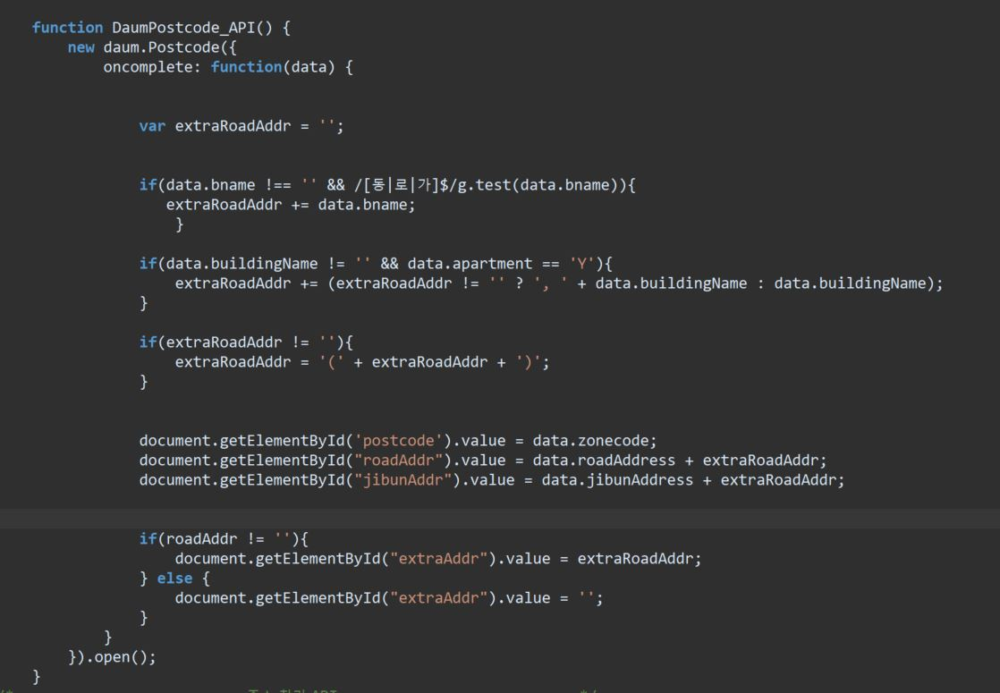 function DaumPostcode_API() {
    new daum.Postcode({
        oncomplete: function(data) {
            var extraRoadAddr = '';
            if(data.bname !== '' && /[동|로|가]$/g.test(data.bname)){
               extraRoadAddr += data.bname;
                }
            if(data.buildingName != '' && data.apartment == 'Y'){
                extraRoadAddr += (extraRoadAddr != '' ? ', ' + data.buildingName : data.buildingName);
            }
            if(extraRoadAddr != ''){
                extraRoadAddr = '(' + extraRoadAddr + ')';
            }
            document.getElementById('postcode').value = data.zonecode;
            document.getElementById("roadAddr").value = data.roadAddress + extraRoadAddr;
            document.getElementById("jibunAddr").value = data.jibunAddress + extraRoadAddr;
            if(roadAddr != ''){
                document.getElementById("extraAddr").value = extraRoadAddr;
            } else {
                document.getElementById("extraAddr").value = '';
            }
        }
    }).open();
}